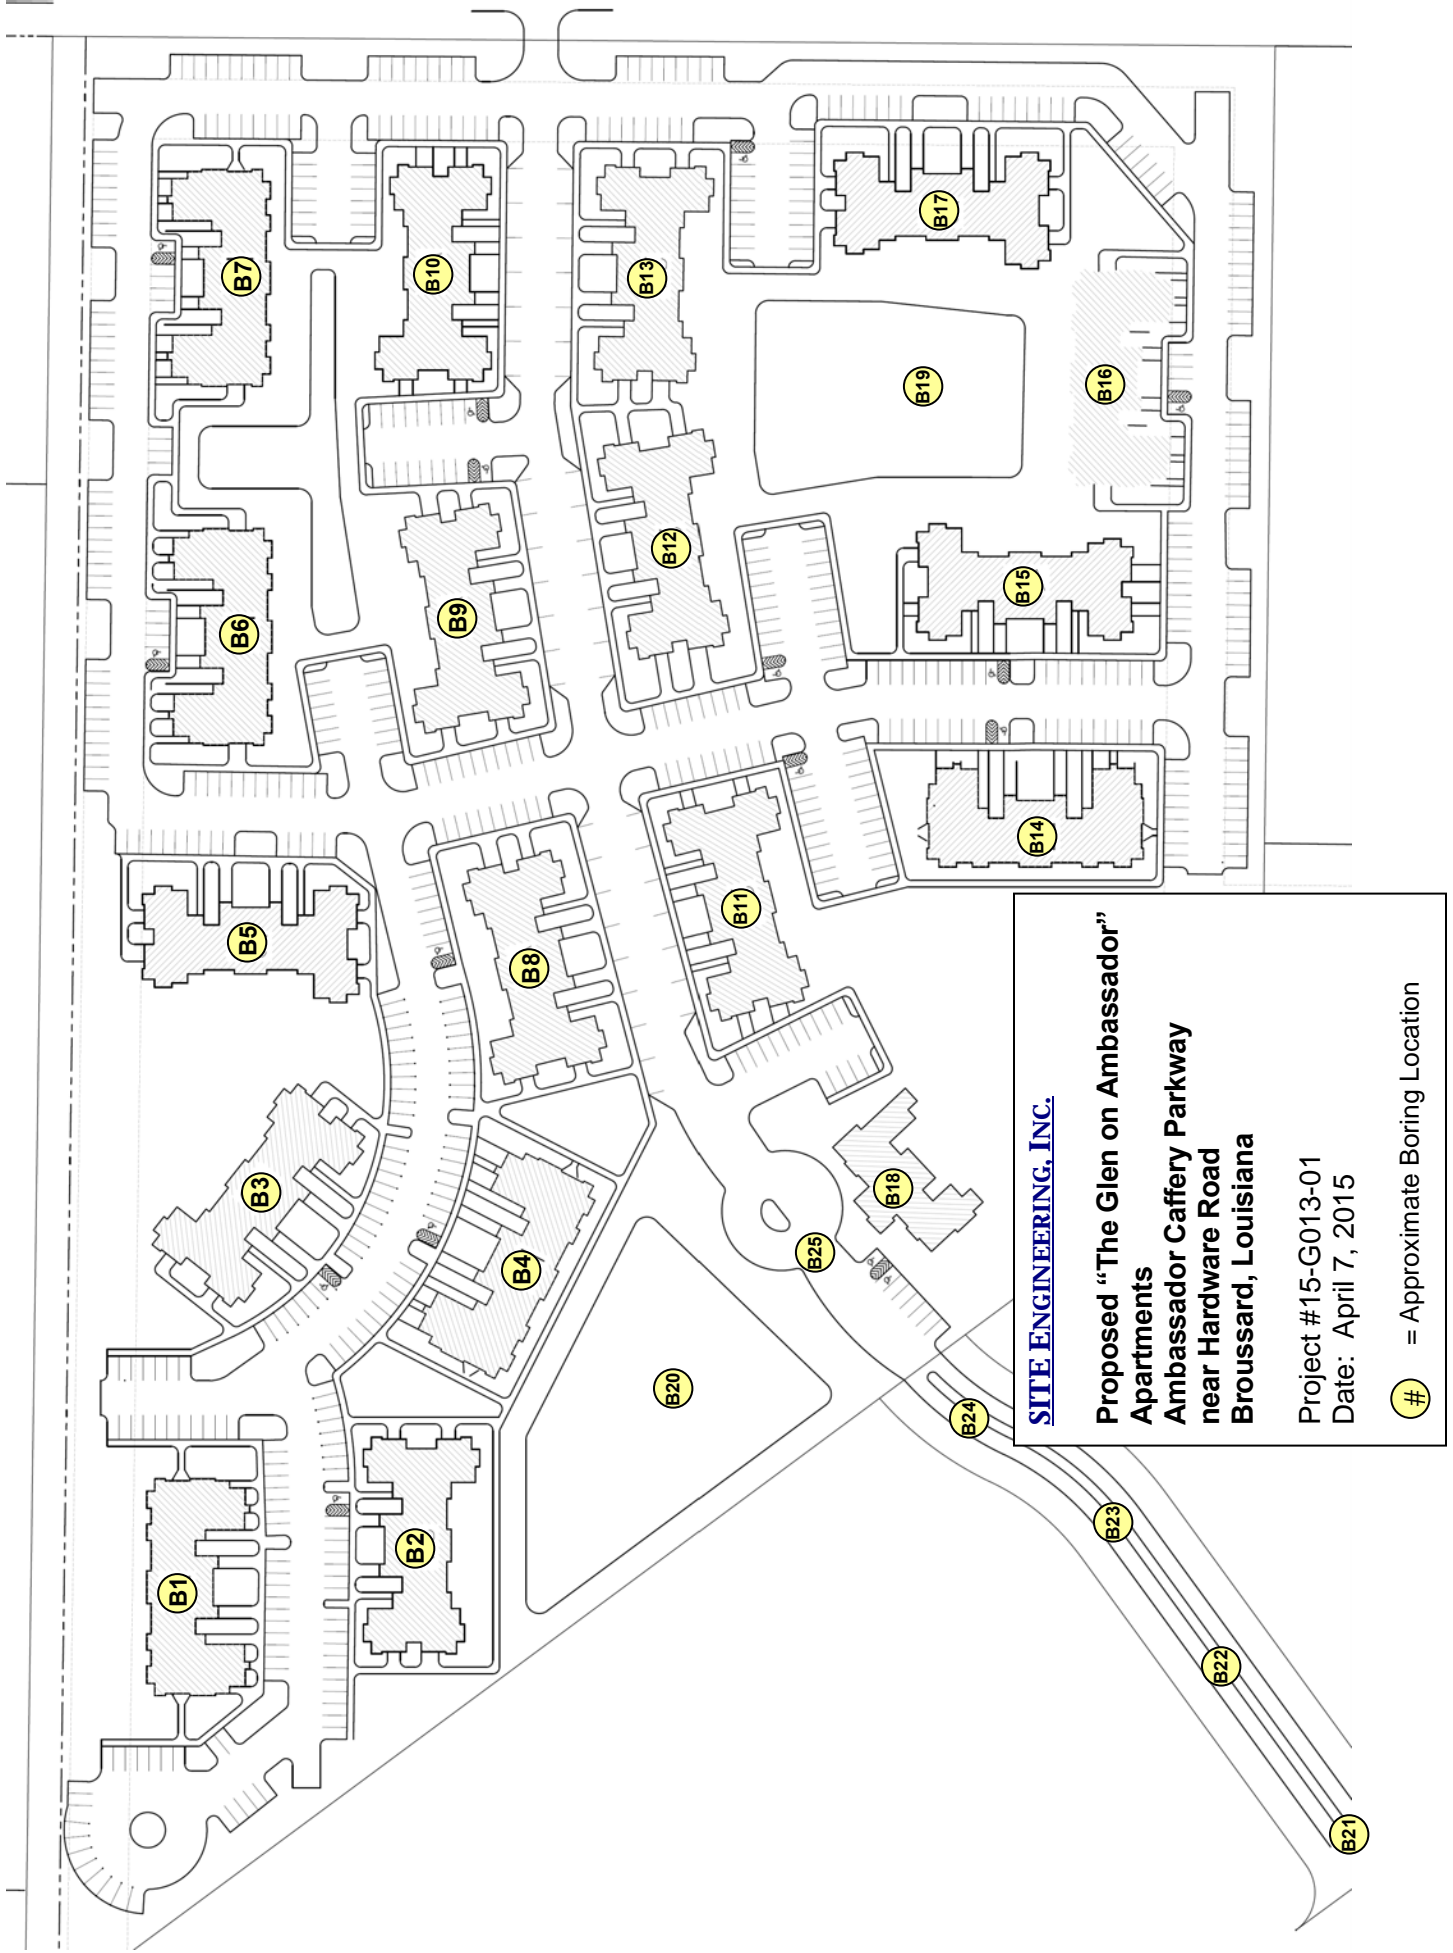 B7
B10
B13
B17
B19
B16
B6
B9
B12
B15
B5
B8
B11
B14
B3
B4
B18
B25
B20
B24
B1
B2
B23
B22
B21
SITE ENGINEERING, INC.
Proposed “The Glen on Ambassador”
Apartments
Ambassador Caffery Parkway
near Hardware Road
Broussard, Louisiana
Project #15-G013-01
Date: April 7, 2015
# = Approximate Boring Location